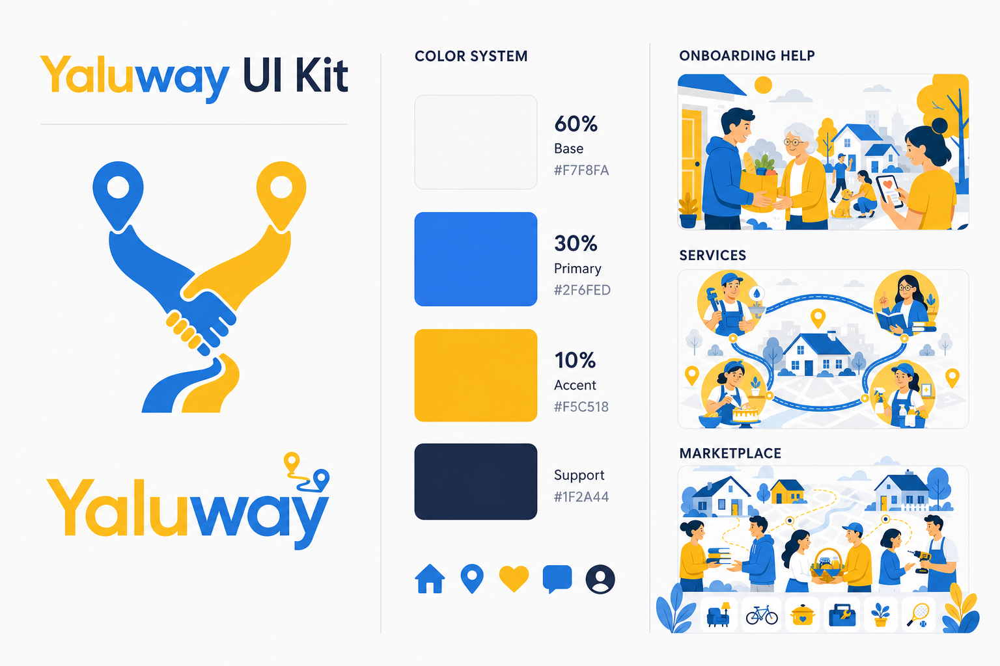 Yaluway UI Kit
Yaluway
COLOR SYSTEM
60%
Base
#F7F8FA
30%
Primary
#2F6FED
10%
Accent
#F5C518
Support
#1F2A44
ONBOARDING HELP
SERVICES
MARKETPLACE